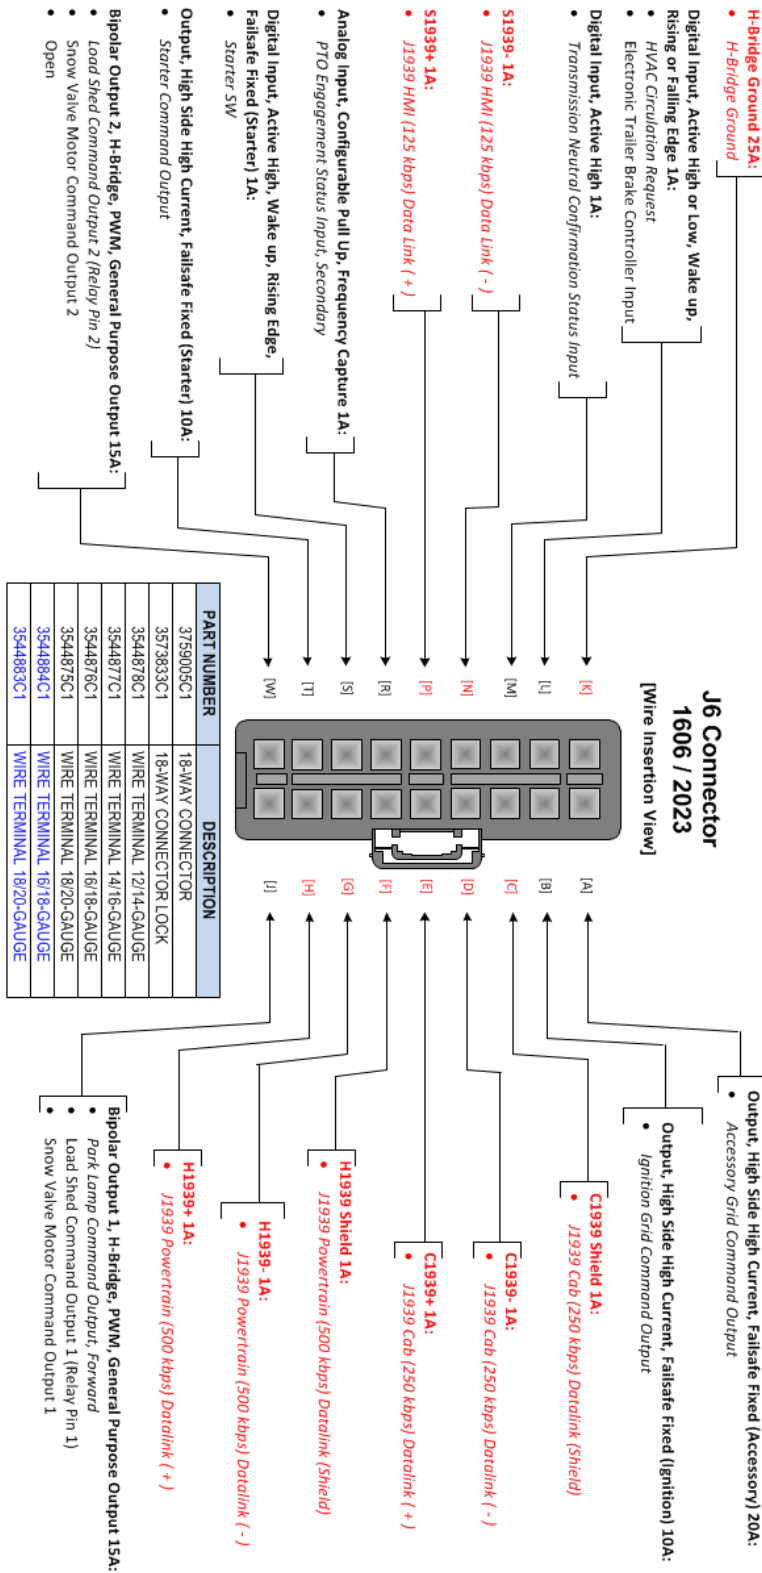 J6 Connector
1606 / 2023
[Wire Insertion View]
H-Bridge Ground 25A:
• H-Bridge Ground
Digital Input, Active High or Low, Wake up,
Rising or Falling Edge 1A:
• HVAC Circulation Request
• Electronic Trailer Brake Controller Input
Digital Input, Active High 1A:
• Transmission Neutral Confirmation Status Input
S1939- 1A:
• J1939 HMI (125 kbps) Data Link ( - )
S1939+ 1A:
• J1939 HMI (125 kbps) Data Link ( + )
Analog Input, Configurable Pull Up, Frequency Capture 1A:
• PTO Engagement Status Input, Secondary
Digital Input, Active High, Wake up, Rising Edge,
Failsafe Fixed (Starter) 1A:
• Starter SW
Output, High Side High Current, Failsafe Fixed (Starter) 10A:
• Starter Command Output
Bipolar Output 2, H-Bridge, PWM, General Purpose Output 15A:
• Load Shed Command Output 2 (Relay Pin 2)
• Snow Valve Motor Command Output 2
• Open
[K]
[L]
[M]
[N]
[P]
[R]
[S]
[T]
[W]
[A]
[B]
[C]
[D]
[E]
[F]
[G]
[H]
[J]
Output, High Side High Current, Failsafe Fixed (Accessory) 20A:
• Accessory Grid Command Output
Output, High Side High Current, Failsafe Fixed (Ignition) 10A:
• Ignition Grid Command Output
C1939 Shield 1A:
• J1939 Cab (250 kbps) Datalink (Shield)
C1939- 1A:
• J1939 Cab (250 kbps) Datalink ( - )
C1939+ 1A:
• J1939 Cab (250 kbps) Datalink ( + )
H1939 Shield 1A:
• J1939 Powertrain (500 kbps) Datalink (Shield)
H1939- 1A:
• J1939 Powertrain (500 kbps) Datalink ( - )
H1939+ 1A:
• J1939 Powertrain (500 kbps) Datalink ( + )
Bipolar Output 1, H-Bridge, PWM, General Purpose Output 15A:
• Park Lamp Command Output, Forward
• Load Shed Command Output 1 (Relay Pin 1)
• Snow Valve Motor Command Output 1
PART NUMBER DESCRIPTION
3759005C1 18-WAY CONNECTOR
3573833C1 18-WAY CONNECTOR LOCK
3544878C1 WIRE TERMINAL 12/14-GAUGE
3544877C1 WIRE TERMINAL 14/16-GAUGE
3544876C1 WIRE TERMINAL 16/18-GAUGE
3544875C1 WIRE TERMINAL 18/20-GAUGE
3544884C1 WIRE TERMINAL 16/18-GAUGE
3544883C1 WIRE TERMINAL 18/20-GAUGE